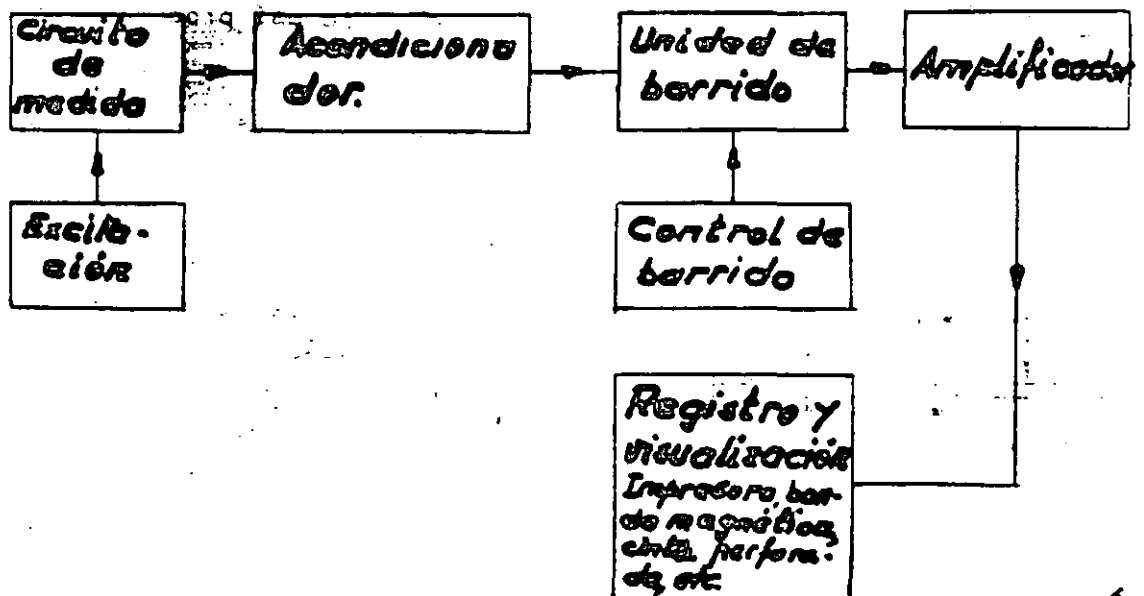 Circuito
de
medida
Acondiciona
dor.
Unidad de
barrido
Amplificador
Excita-
ción
Control de
barrido
Registro y
visualización
Impresora, ban-
da magnética,
cinta perfora-
da, etc.